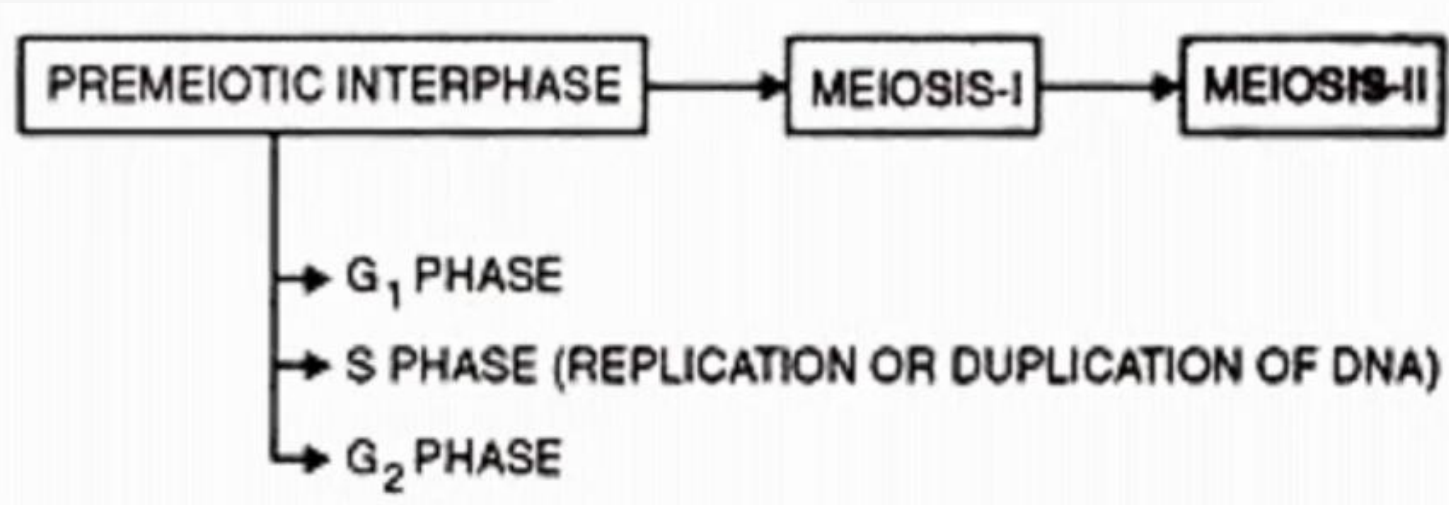 PREMEIOTIC INTERPHASE MEIOSIS-I MEIOSIS-II
G₁ PHASE
S PHASE (REPLICATION OR DUPLICATION OF DNA)
G₂ PHASE